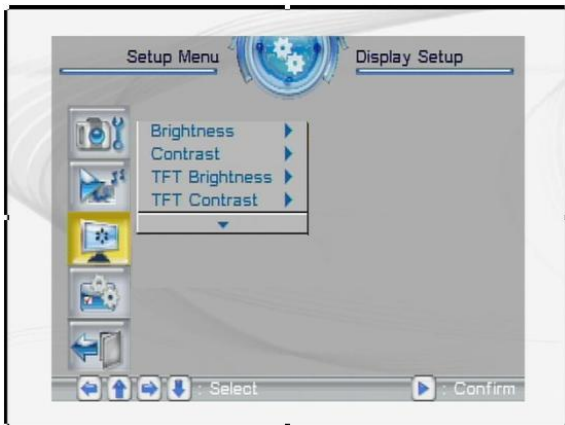 Setup Menu
Display Setup
Brightness
Contrast
TFT Brightness
TFT Contrast
: Select
: Confirm